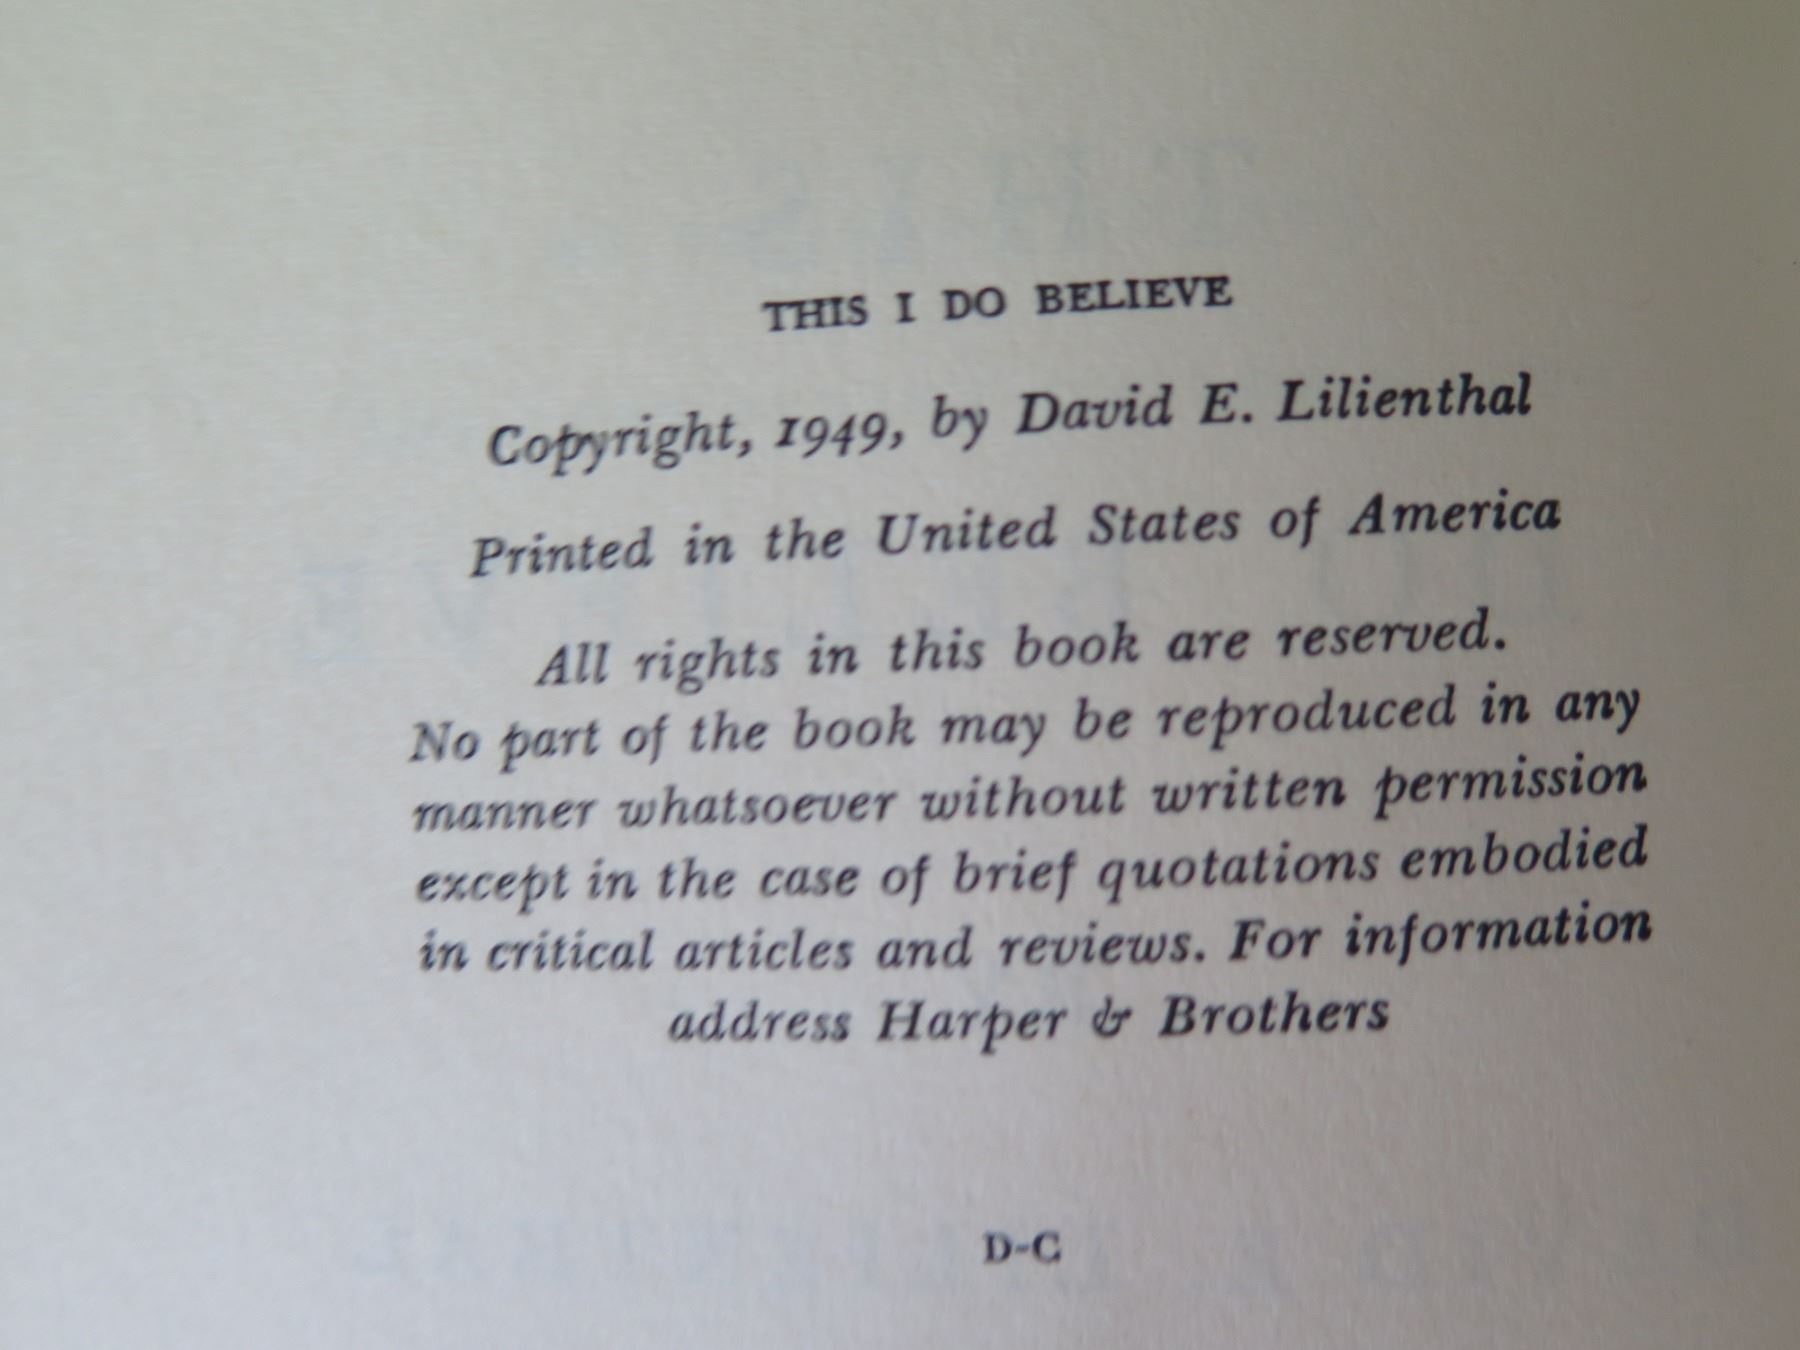 THIS I DO BELIEVE
Copyright, 1949, by David E. Lilienthal
Printed in the United States of America
All rights in this book are reserved.
No part of the book may be reproduced in any
manner whatsoever without written permission
except in the case of brief quotations embodied
in critical articles and reviews. For information
address Harper & Brothers
D-C